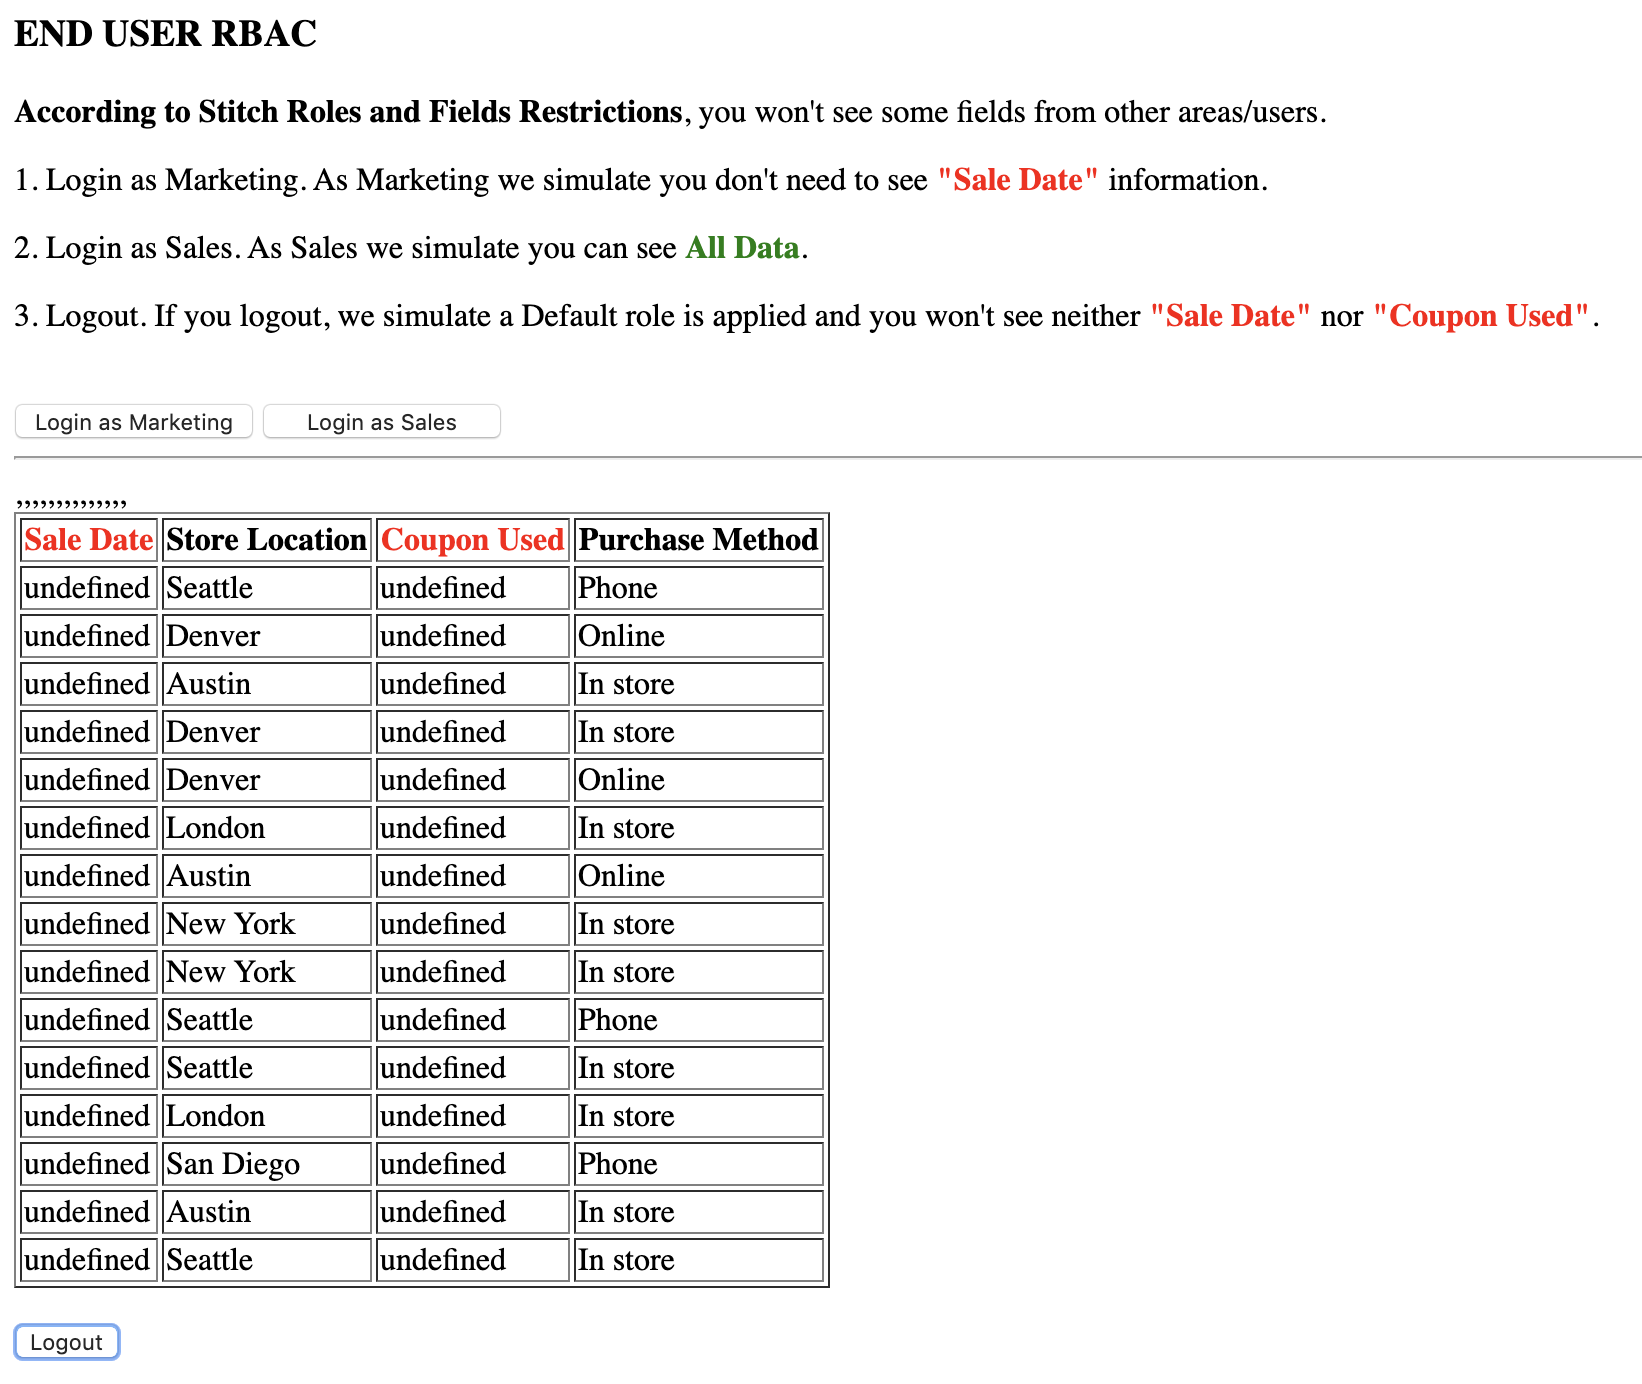 END USER RBAC
According to Stitch Roles and Fields Restrictions, you won't see some fields from other areas/users.
1. Login as Marketing. As Marketing we simulate you don't need to see "Sale Date" information.
2. Login as Sales. As Sales we simulate you can see All Data.
3. Logout. If you logout, we simulate a Default role is applied and you won't see neither "Sale Date" nor "Coupon Used".
Login as Marketing Login as Sales
,,,,,,,,,,,,,,
Sale Date Store Location Coupon Used Purchase Method
undefined Seattle undefined Phone
undefined Denver undefined Online
undefined Austin undefined In store
undefined Denver undefined In store
undefined Denver undefined Online
undefined London undefined In store
undefined Austin undefined Online
undefined New York undefined In store
undefined New York undefined In store
undefined Seattle undefined Phone
undefined Seattle undefined In store
undefined London undefined In store
undefined San Diego undefined Phone
undefined Austin undefined In store
undefined Seattle undefined In store
Logout